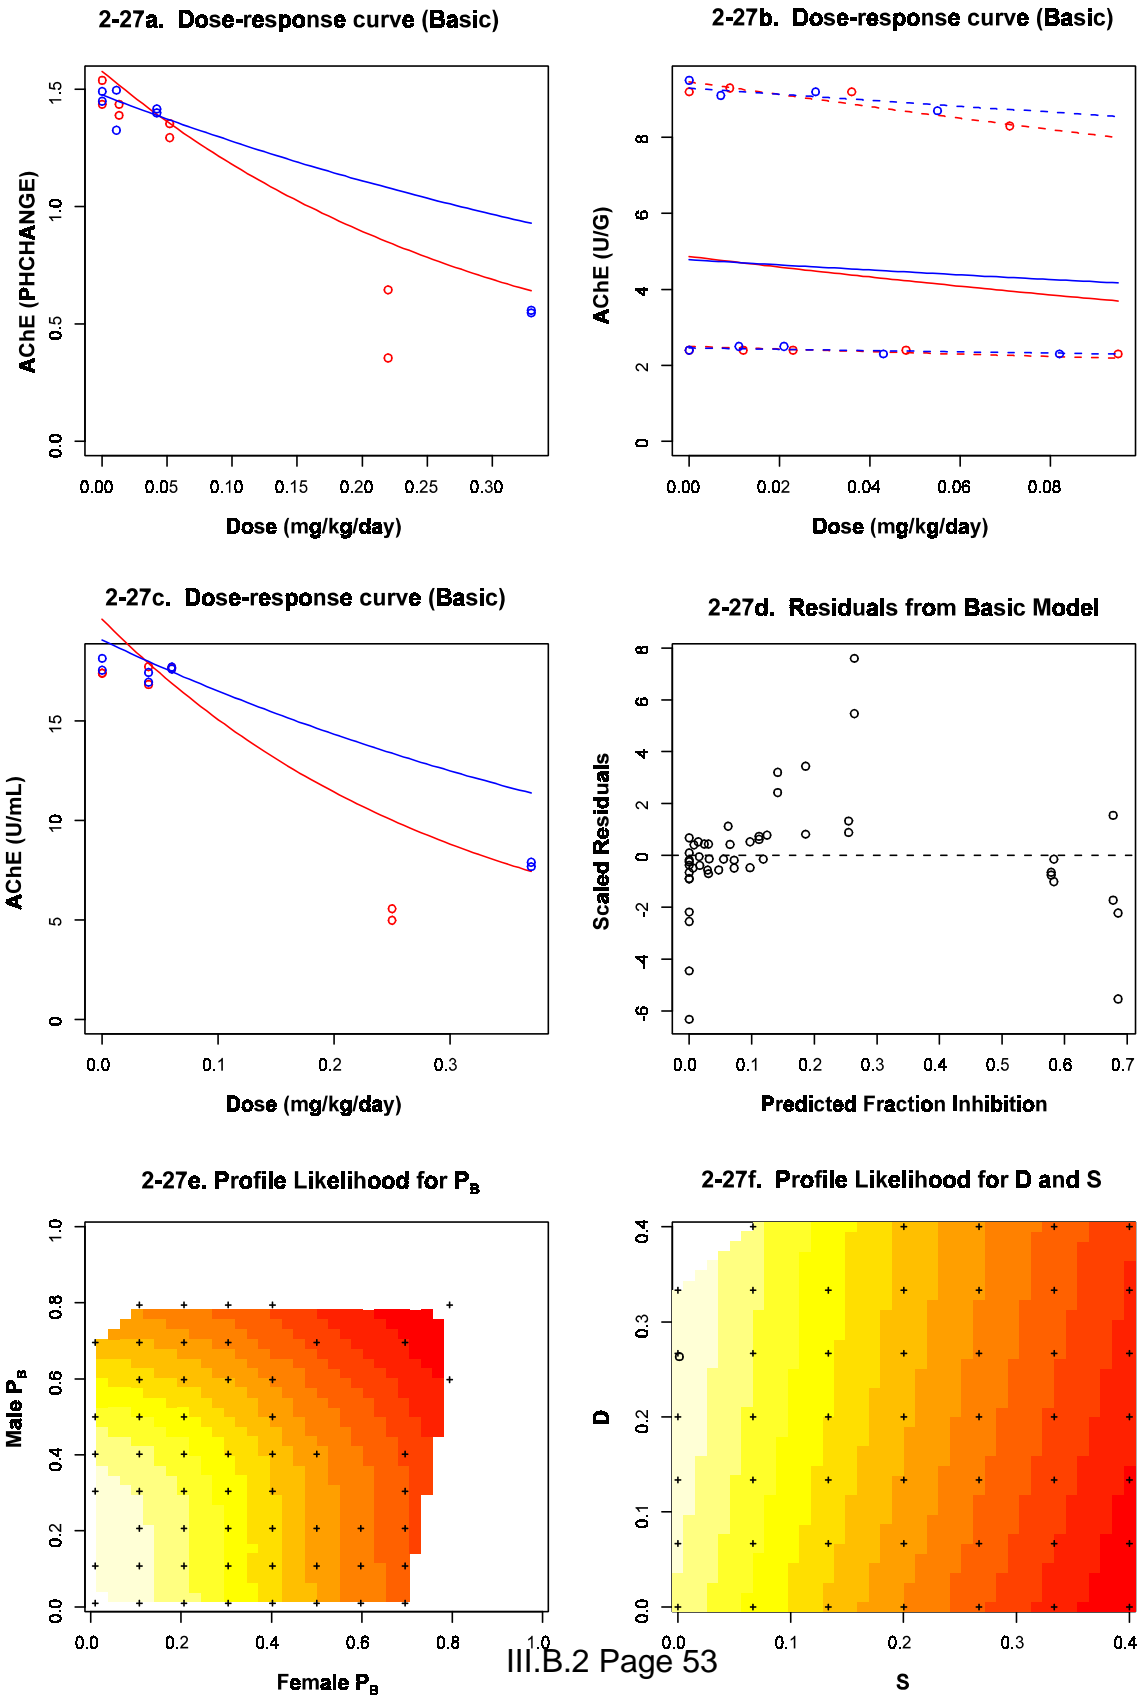 2-27a. Dose-response curve (Basic)
AChE (PHCHANGE)
0.0 0.5 1.0 1.5
0.00 0.05 0.10 0.15 0.20 0.25 0.30
Dose (mg/kg/day)
2-27b. Dose-response curve (Basic)
AChE (U/G)
0 2 4 6 8
0.00 0.02 0.04 0.06 0.08
Dose (mg/kg/day)
2-27c. Dose-response curve (Basic)
AChE (U/mL)
0 5 10 15
0.0 0.1 0.2 0.3
Dose (mg/kg/day)
2-27d. Residuals from Basic Model
Scaled Residuals
-6 -4 -2 0 2 4 6 8
0.0 0.1 0.2 0.3 0.4 0.5 0.6 0.7
Predicted Fraction Inhibition
2-27e. Profile Likelihood for PB
Male PB
0.0 0.2 0.4 0.6 0.8 1.0
0.0 0.2 0.4 0.6 0.8 1.0
Female PB
2-27f. Profile Likelihood for D and S
D
0.0 0.1 0.2 0.3 0.4
0.0 0.1 0.2 0.3 0.4
S
III.B.2 Page 53